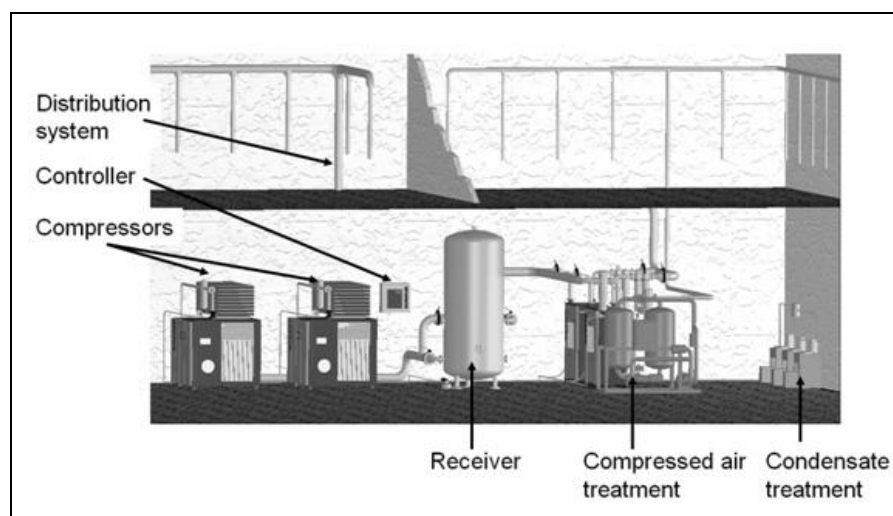 Distribution
system
Controller
Compressors
Receiver
Compressed air
treatment
Condensate
treatment